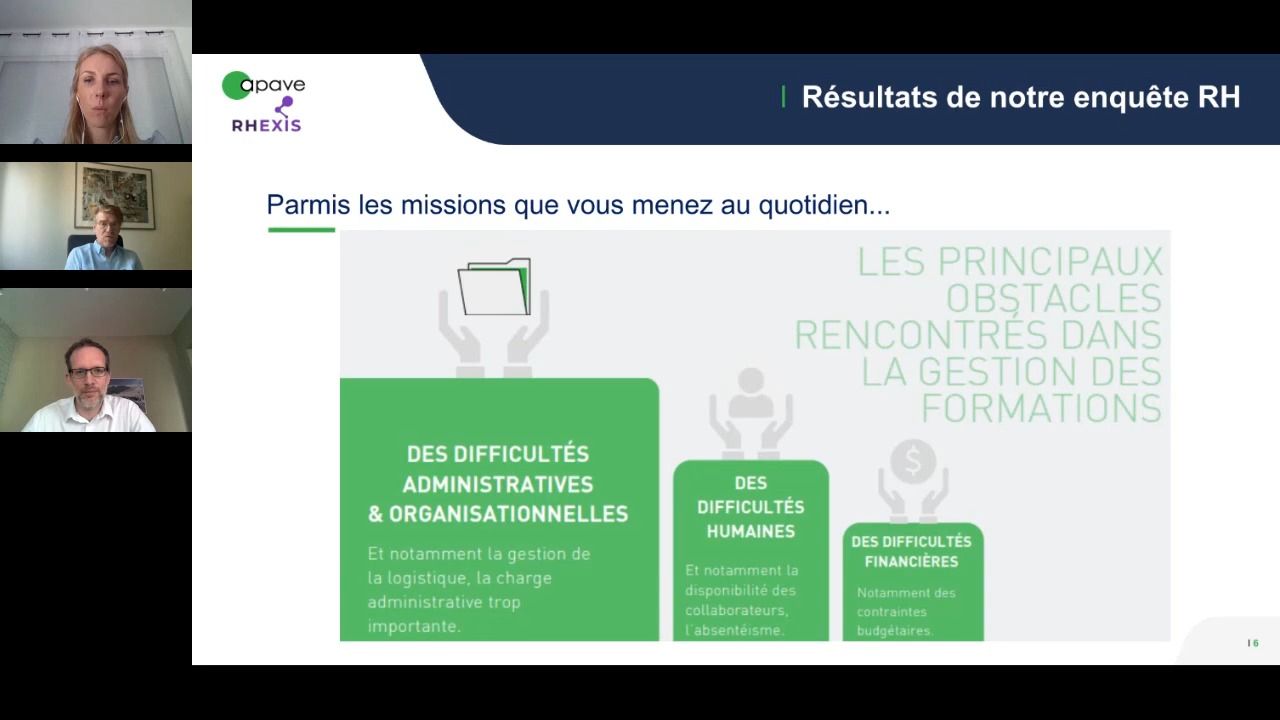 apave
RHEXIS
| Résultats de notre enquête RH
Parmis les missions que vous menez au quotidien...
LES PRINCIPAUX
OBSTACLES
RENCONTRÉS DANS
LA GESTION DES
FORMATIONS
DES DIFFICULTÉS
ADMINISTRATIVES
& ORGANISATIONNELLES
Et notamment la gestion de
la logistique, la charge
administrative trop
importante.
DES
DIFFICULTÉS
HUMAINES
Et notamment la
disponibilité des
collaborateurs,
l'absentéisme.
$
DES DIFFICULTÉS
FINANCIÈRES
Notamment des
contraintes
budgétaires.
I 6